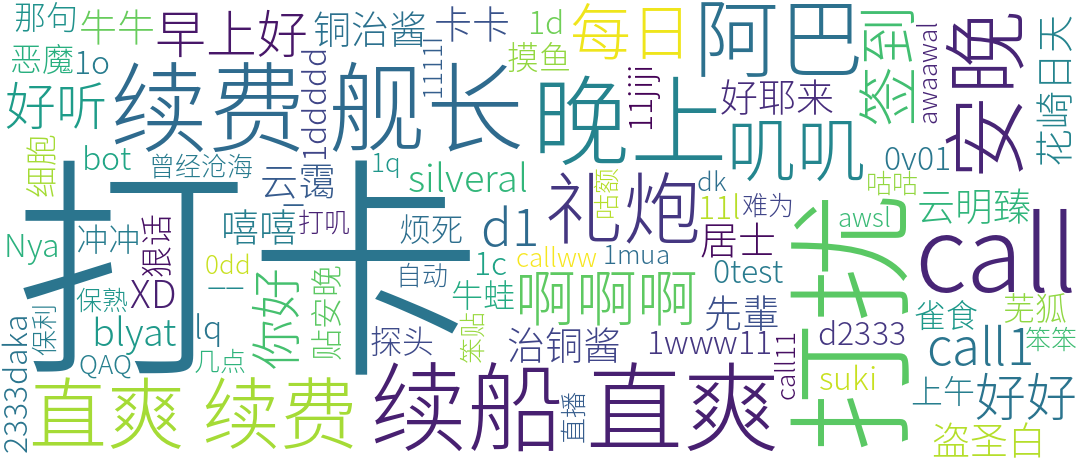 那句
牛牛
早上好
铜治酱
卡卡
1d
每日
阿巴
签到
awaawal
安晚
花崎日天
恶魔
1o
1ddddd
11111
摸鱼
11jiji
好耶来
好听
续费
舰长
晚上
叽叽
0v01
细胞
bot
曾经沧海
云霭
1q
silveral
礼炮
咕额
dk
咕咕
11l
难为
awsl
云明臻
打卡
打叽
嘻嘻
烦死
d1
居士
打扰
call
Nya
冲冲
狠话
0dd
一一
自动
1c
callww
1mua
0test
保熟
XD
你好
贴安晚
牛蛙
啊啊啊
先辈
雀食
芜狐
2333daka
保利
blyat
lq
QAQ
几点
探头
笨贴
治铜酱
1www11
d2333
call1
笨笨
直爽
续费
续船
直播
直爽
call11
suki
上午
好好
盗圣白